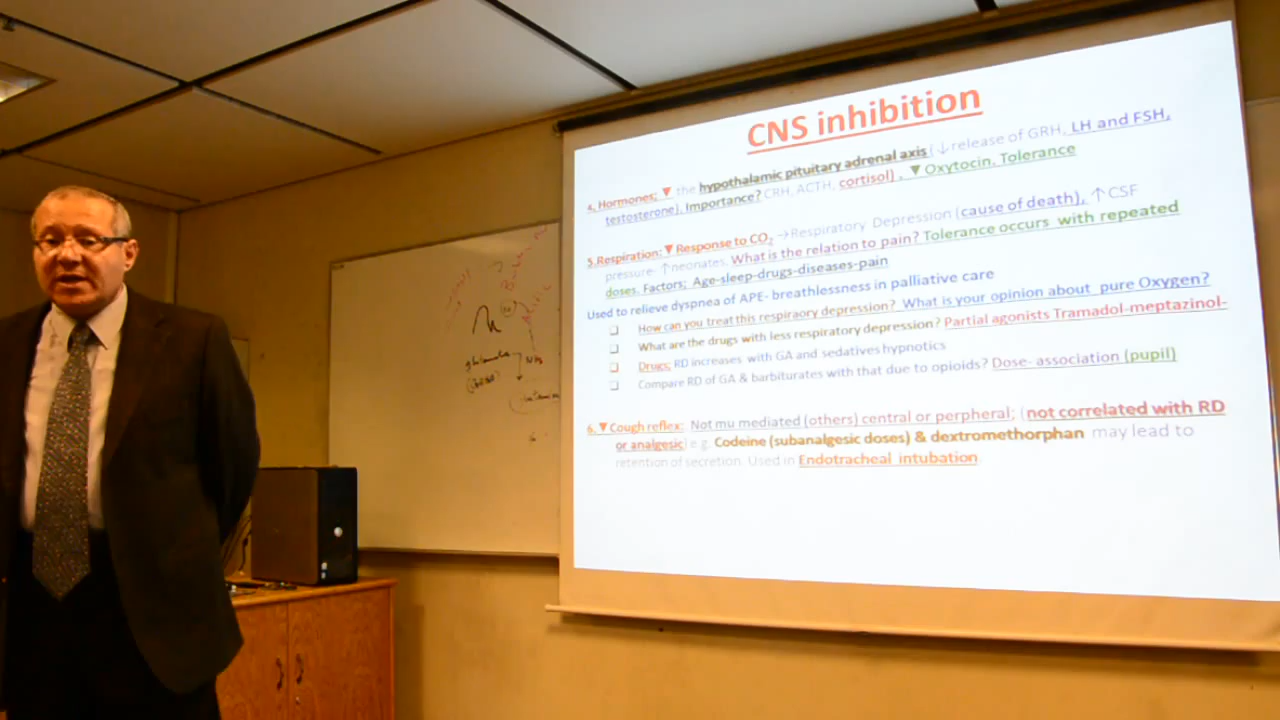 CNS inhibition
4. Hormones; ▼ the hypothalamic pituitary adrenal axis (↓release of GRH, LH and FSH,
testosterone), Importance? CRH, ACTH, cortisol) , ▼ Oxytocin. Tolerance
5.Respiration: ▼ Response to CO2 →Respiratory Depression (cause of death), ↑CSF
pressure- ↑neonates. What is the relation to pain? Tolerance occurs with repeated
doses. Factors; Age-sleep-drugs-diseases-pain
Used to relieve dyspnea of APE- breathlessness in palliative care
❑ How can you treat this respiraory depression? What is your opinion about pure Oxygen?
❑ What are the drugs with less respiratory depression? Partial agonists Tramadol-meptazinol-
❑ Drugs: RD increases with GA and sedatives hypnotics
❑ Compare RD of GA & barbiturates with that due to opioids? Dose- association (pupil)
6. ▼ Cough reflex: Not mu mediated (others) central or perpheral; (not correlated with RD
or analgesic) e.g. Codeine (subanalgesic doses) & dextromethorphan may lead to
retention of secretion. Used in Endotracheal intubation